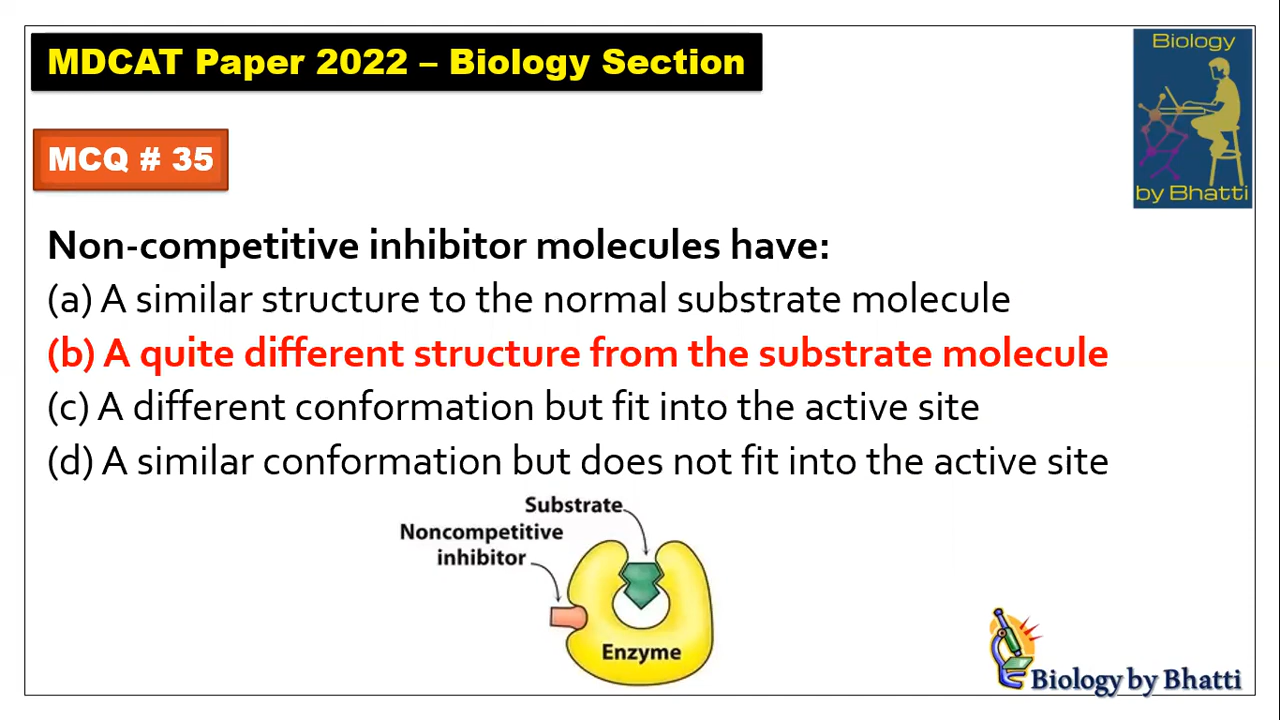 MDCAT Paper 2022 – Biology Section
Biology
by Bhatti
MCQ # 35
Non-competitive inhibitor molecules have:
(a) A similar structure to the normal substrate molecule
(b) A quite different structure from the substrate molecule
(c) A different conformation but fit into the active site
(d) A similar conformation but does not fit into the active site
Substrate
Noncompetitive
inhibitor
Enzyme
Biology by Bhatti